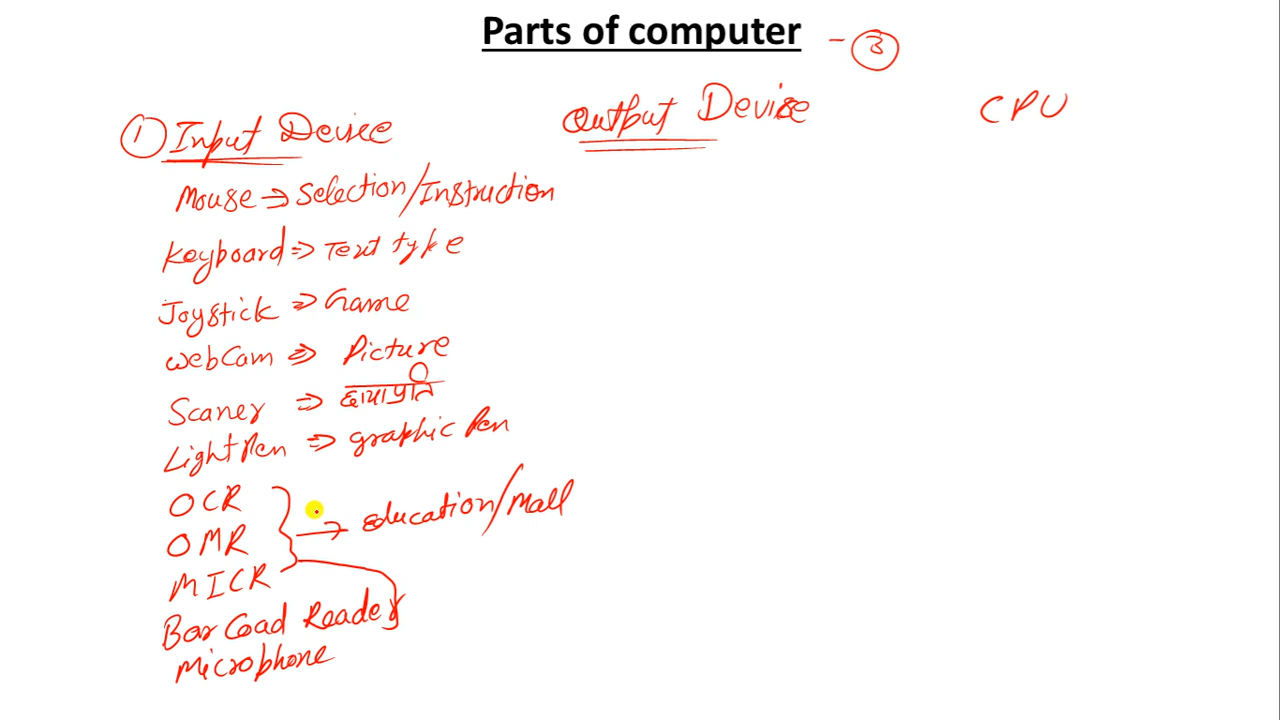 Parts of computer - 3
1 Input Device
Output Device
CPU
Mouse ⇒ Selection/Instruction
Keyboard ⇒ Text type
Joystick ⇒ Game
WebCam ⇒ Picture
Scaner ⇒ छायाप्रति
LightPen ⇒ graphic Pen
OCR
OMR → education/Mall
MICR
Bar Coad Reader
Microphone